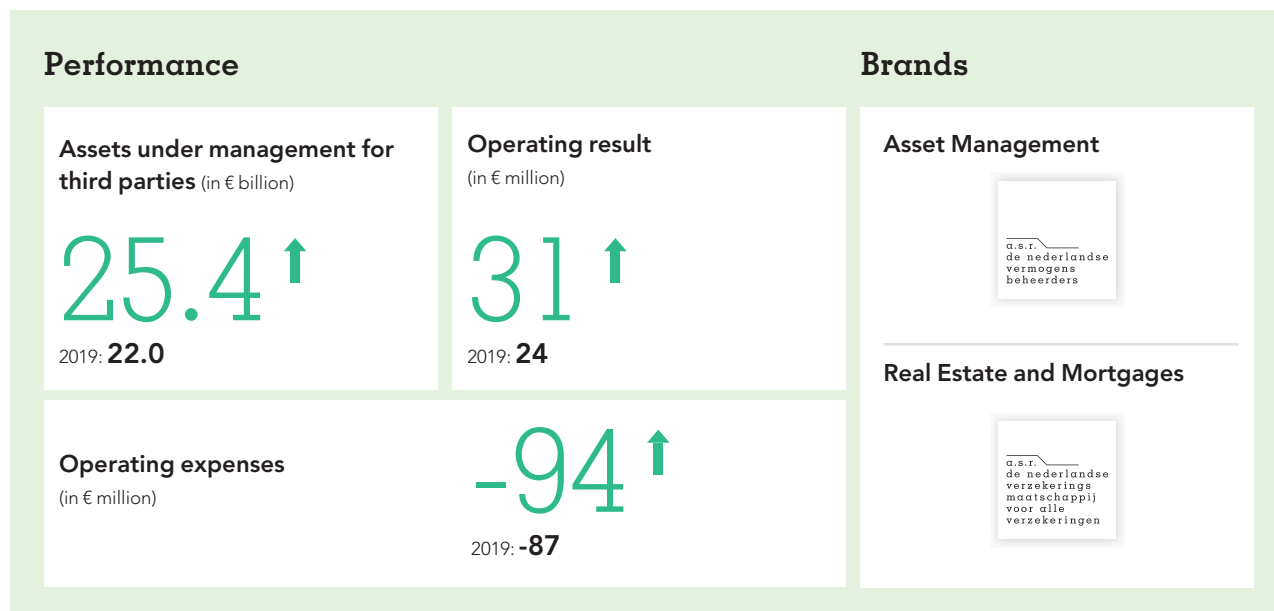 Performance
Assets under management for
third parties (in € billion)
25.4
2019: 22.0
Operating result
(in € million)
31
2019: 24
Operating expenses
(in € million)
-94
2019: -87
Brands
Asset Management
a.s.r.
de nederlandse
vermogens
beheerders
Real Estate and Mortgages
a.s.r.
de nederlandse
verzekerings
maatschappij
voor alle
verzekeringen